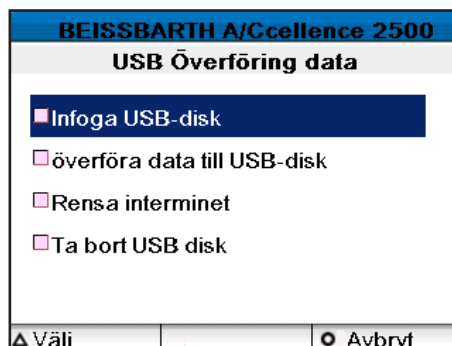 BEISSBARTH A/Ccellence 2500
USB Överföring data
Infoga USB-disk
överföra data till USB-disk
Rensa interminet
Ta bort USB disk
Välj
Avbryt